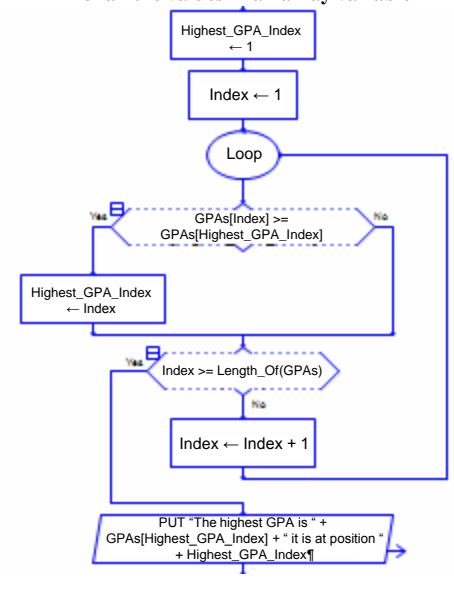 Highest_GPA_Index
← 1
Index ← 1
Loop
GPAs[Index] >=
GPAs[Highest_GPA_Index]
Yes
No
Highest_GPA_Index
← Index
Index >= Length_Of(GPAs)
Yes
No
Index ← Index + 1
PUT “The highest GPA is “ +
GPAs[Highest_GPA_Index] + “ it is at position “
+ Highest_GPA_Index¶